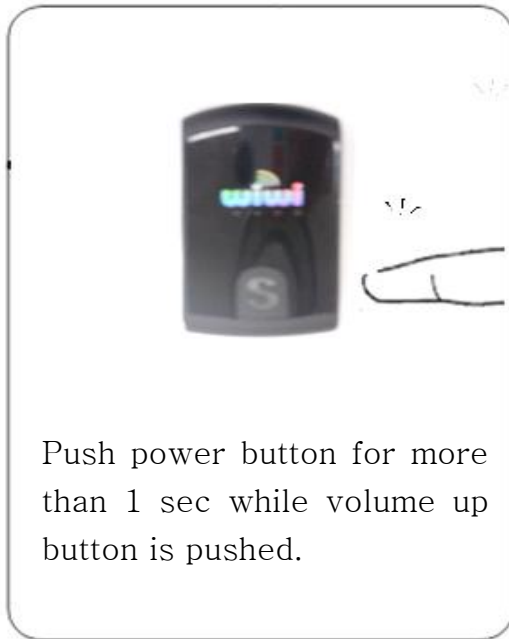 wiwi
S
Push power button for more
than 1 sec while volume up
button is pushed.